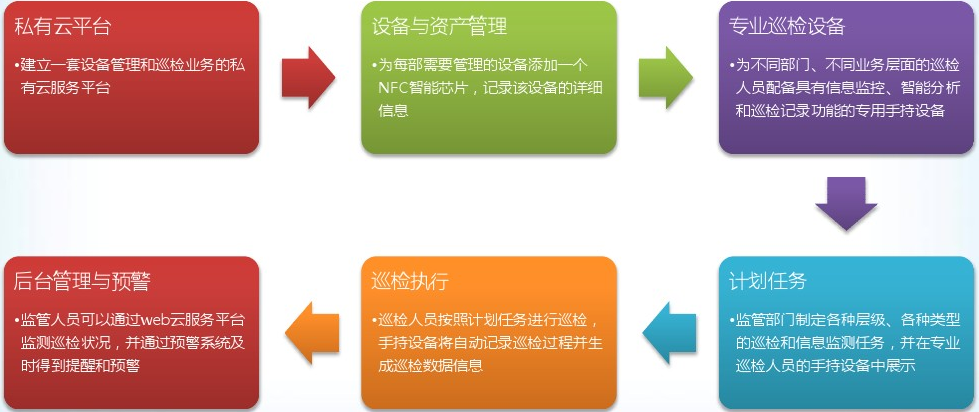 私有云平台
•建立一套设备管理和巡检业务的私
有云服务平台
设备与资产管理
•为每部需要管理的设备添加一个
NFC智能芯片，记录该设备的详细
信息
专业巡检设备
•为不同部门、不同业务层面的巡检
人员配备具有信息监控、智能分析
和巡检记录功能的专用手持设备
计划任务
•监管部门制定各种层级、各种类型
的巡检和信息监测任务，并在专业
巡检人员的手持设备中展示
巡检执行
•巡检人员按照计划任务进行巡检，
手持设备将自动记录巡检过程并生
成巡检数据信息
后台管理与预警
•监管人员可以通过web云服务平台
监测巡检状况，并通过预警系统及
时得到提醒和预警